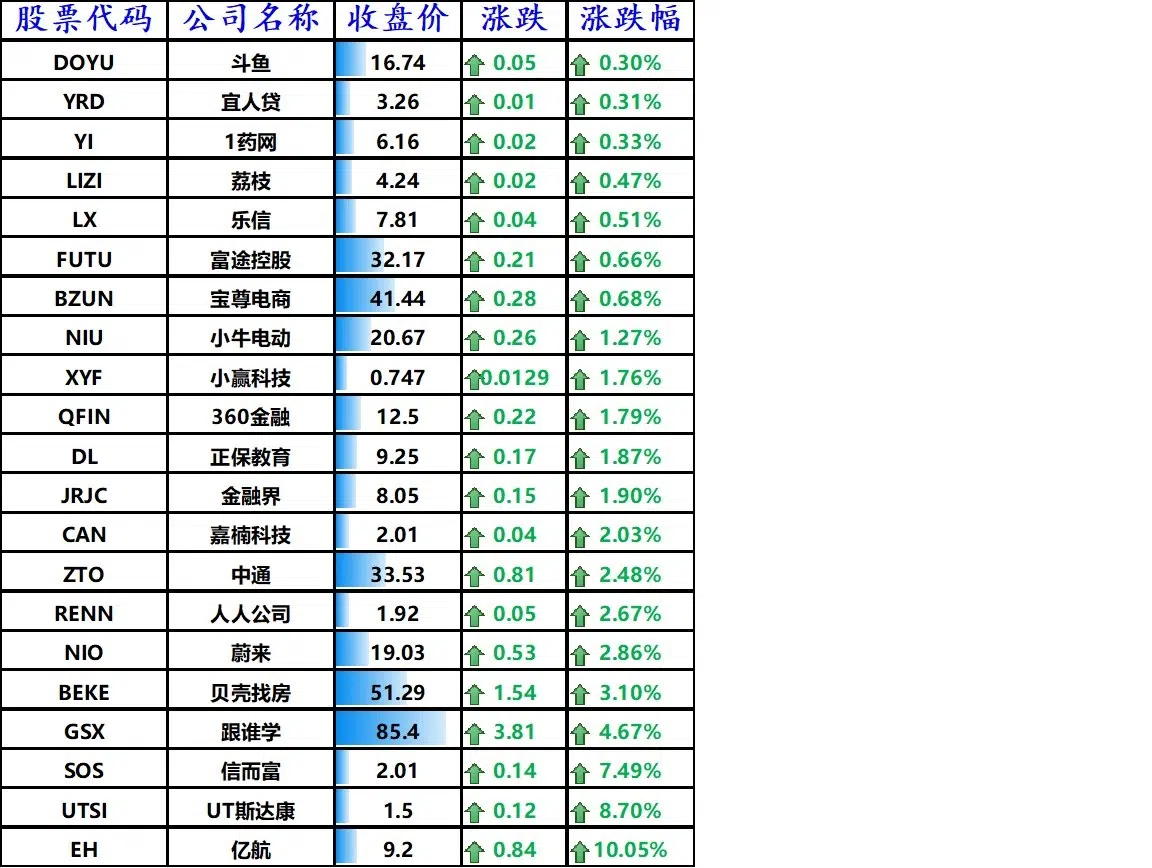 股票代码 公司名称 收盘价 涨跌 涨跌幅
DOYU 斗鱼 16.74 0.05 0.30%
YRD 宜人贷 3.26 0.01 0.31%
YI 1药网 6.16 0.02 0.33%
LIZI 荔枝 4.24 0.02 0.47%
LX 乐信 7.81 0.04 0.51%
FUTU 富途控股 32.17 0.21 0.66%
BZUN 宝尊电商 41.44 0.28 0.68%
NIU 小牛电动 20.67 0.26 1.27%
XYF 小赢科技 0.747 0.0129 1.76%
QFIN 360金融 12.5 0.22 1.79%
DL 正保教育 9.25 0.17 1.87%
JRJC 金融界 8.05 0.15 1.90%
CAN 嘉楠科技 2.01 0.04 2.03%
ZTO 中通 33.53 0.81 2.48%
RENN 人人公司 1.92 0.05 2.67%
NIO 蔚来 19.03 0.53 2.86%
BEKE 贝壳找房 51.29 1.54 3.10%
GSX 跟谁学 85.4 3.81 4.67%
SOS 信而富 2.01 0.14 7.49%
UTSI UT斯达康 1.5 0.12 8.70%
EH 亿航 9.2 0.84 10.05%